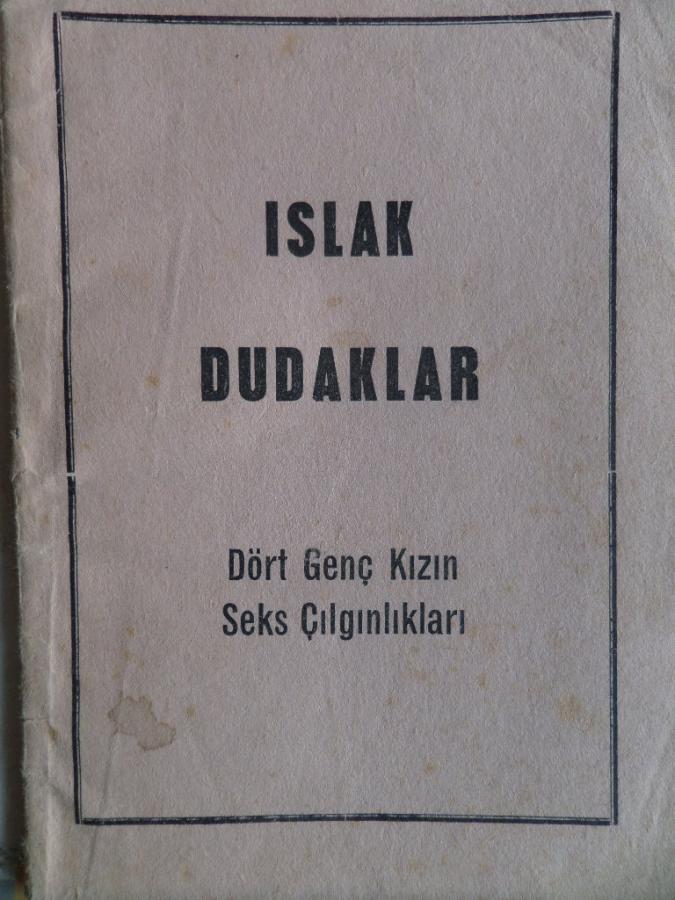 ISLAK
DUDAKLAR
Dört Genç Kızın
Seks Çılgınlıkları